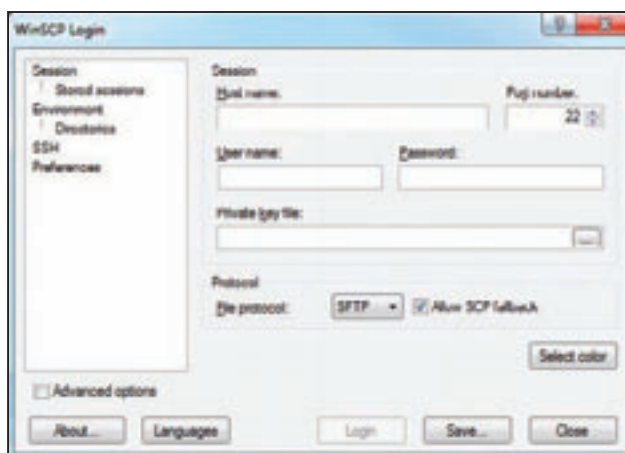 WinSCP Login
Session
Stored sessions
Environment
Directories
SSH
Preferences
Session
Host name:
Port number:
22
User name:
Password:
Private key file:
...
Protocol
File protocol:
SFTP
Allow SCP fallback
Select color
Advanced options
About...
Languages
Login
Save...
Close